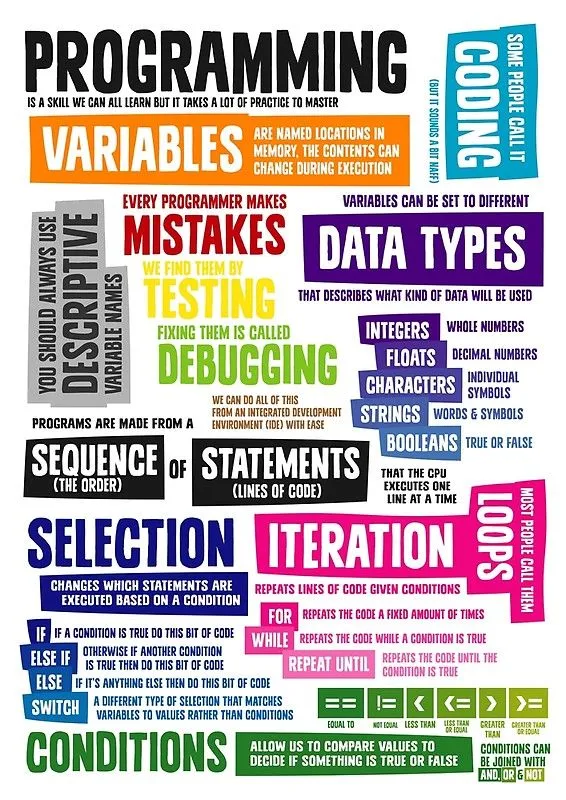 PROGRAMMING
IS A SKILL WE CAN ALL LEARN BUT IT TAKES A LOT OF PRACTICE TO MASTER
SOME PEOPLE CALL IT
CODING
(BUT IT SOUNDS A BIT NAFF)
VARIABLES
ARE NAMED LOCATIONS IN
MEMORY, THE CONTENTS CAN
CHANGE DURING EXECUTION
YOU SHOULD ALWAYS USE
DESCRIPTIVE
VARIABLE NAMES
EVERY PROGRAMMER MAKES
MISTAKES
WE FIND THEM BY
TESTING
FIXING THEM IS CALLED
DEBUGGING
WE CAN DO ALL OF THIS
FROM AN INTEGRATED DEVELOPMENT
ENVIRONMENT (IDE) WITH EASE
VARIABLES CAN BE SET TO DIFFERENT
DATA TYPES
THAT DESCRIBES WHAT KIND OF DATA WILL BE USED
INTEGERS WHOLE NUMBERS
FLOATS DECIMAL NUMBERS
CHARACTERS INDIVIDUAL
SYMBOLS
STRINGS WORDS & SYMBOLS
BOOLEANS TRUE OR FALSE
PROGRAMS ARE MADE FROM A
SEQUENCE
(THE ORDER)
OF
STATEMENTS
(LINES OF CODE)
THAT THE CPU
EXECUTES ONE
LINE AT A TIME
SELECTION
CHANGES WHICH STATEMENTS ARE
EXECUTED BASED ON A CONDITION
IF IF A CONDITION IS TRUE DO THIS BIT OF CODE
ELSE IF OTHERWISE IF ANOTHER CONDITION
IS TRUE THEN DO THIS BIT OF CODE
ELSE IF IT'S ANYTHING ELSE THEN DO THIS BIT OF CODE
SWITCH A DIFFERENT TYPE OF SELECTION THAT MATCHES
VARIABLES TO VALUES RATHER THAN CONDITIONS
ITERATION
MOST PEOPLE CALL THEM
LOOPS
REPEATS LINES OF CODE GIVEN CONDITIONS
FOR REPEATS THE CODE A FIXED AMOUNT OF TIMES
WHILE REPEATS THE CODE WHILE A CONDITION IS TRUE
REPEAT UNTIL REPEATS THE CODE UNTIL THE
CONDITION IS TRUE
== != < <= > >=
EQUAL TO NOT EQUAL LESS THAN LESS THAN OR EQUAL GREATER THAN GREATER THAN OR EQUAL
CONDITIONS
ALLOW US TO COMPARE VALUES TO
DECIDE IF SOMETHING IS TRUE OR FALSE
CONDITIONS CAN
BE JOINED WITH
AND, OR & NOT